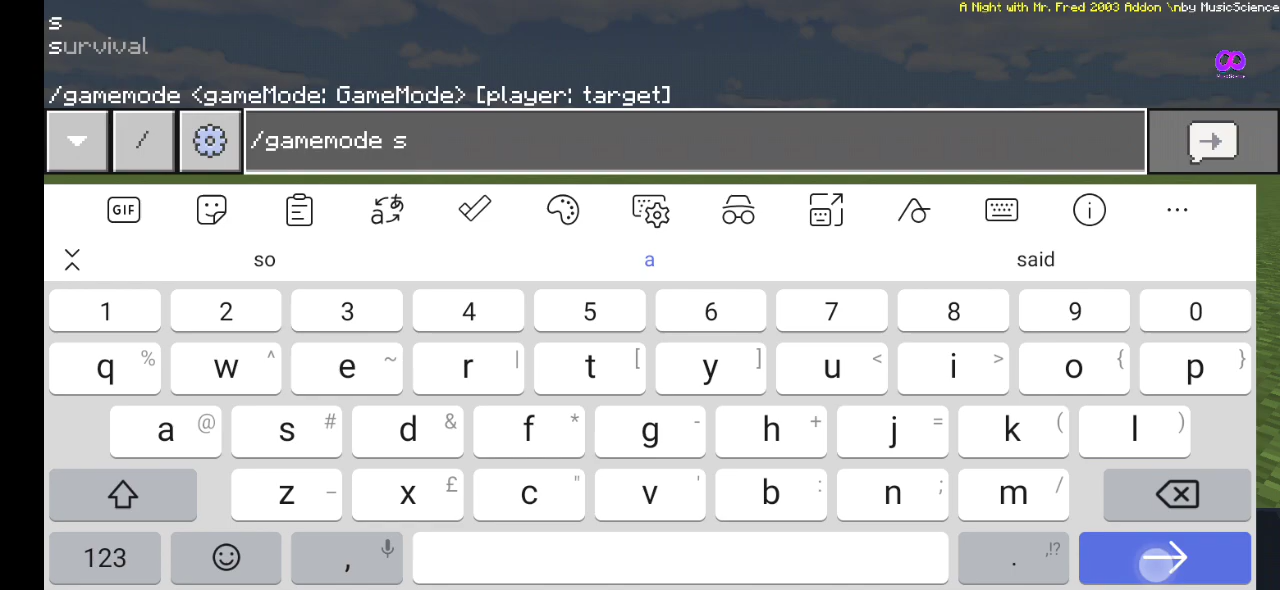 A Night with Mr. Fred 2003 Addon \nby MusicScience
s
survival
/gamemode <gameMode: GameMode> [player: target]
/
/gamemode s
GIF
so a said
1 2 3 4 5 6 7 8 9 0
q % w ^ e ~ r | t [ y ] u < i > o { p }
a @ s # d & f * g - h + j = k ( l )
z _ x £ c " v ' b : n ; m /
123 , . ,!?